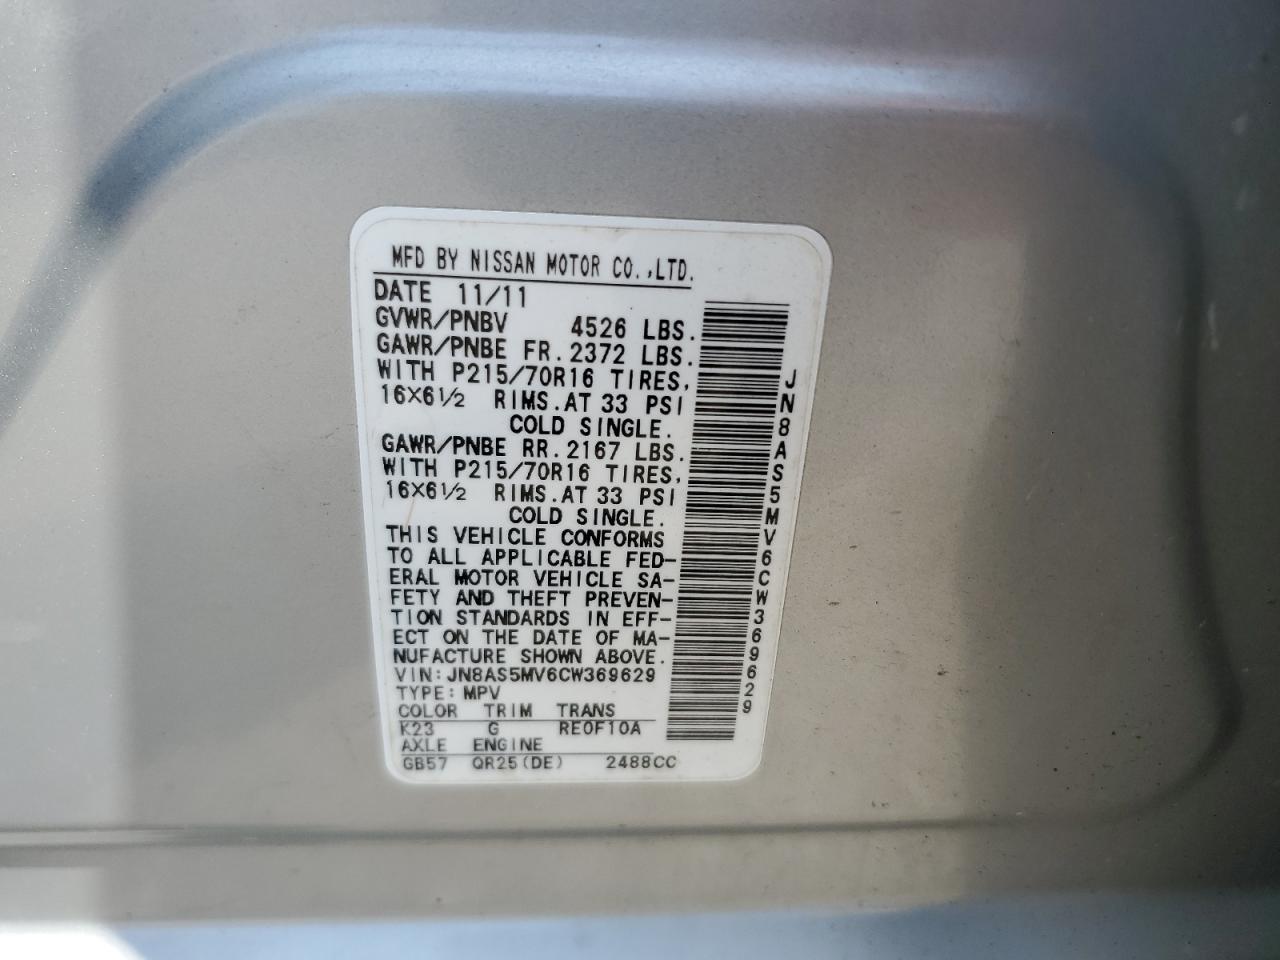 MFD BY NISSAN MOTOR CO.,LTD.
DATE 11/11
GVWR/PNBV 4526 LBS.
GAWR/PNBE FR. 2372 LBS.
WITH P215/70R16 TIRES,
16X6½ RIMS. AT 33 PSI
COLD SINGLE.
GAWR/PNBE RR. 2167 LBS.
WITH P215/70R16 TIRES,
16X6½ RIMS. AT 33 PSI
COLD SINGLE.
THIS VEHICLE CONFORMS
TO ALL APPLICABLE FED-
ERAL MOTOR VEHICLE SA-
FETY AND THEFT PREVEN-
TION STANDARDS IN EFF-
ECT ON THE DATE OF MA-
NUFACTURE SHOWN ABOVE.
VIN: JN8AS5MV6CW369629
TYPE: MPV
COLOR TRIM TRANS
K23 G RE0F10A
AXLE ENGINE
GB57 QR25(DE) 2488CC
JN8AS5MV6CW369629